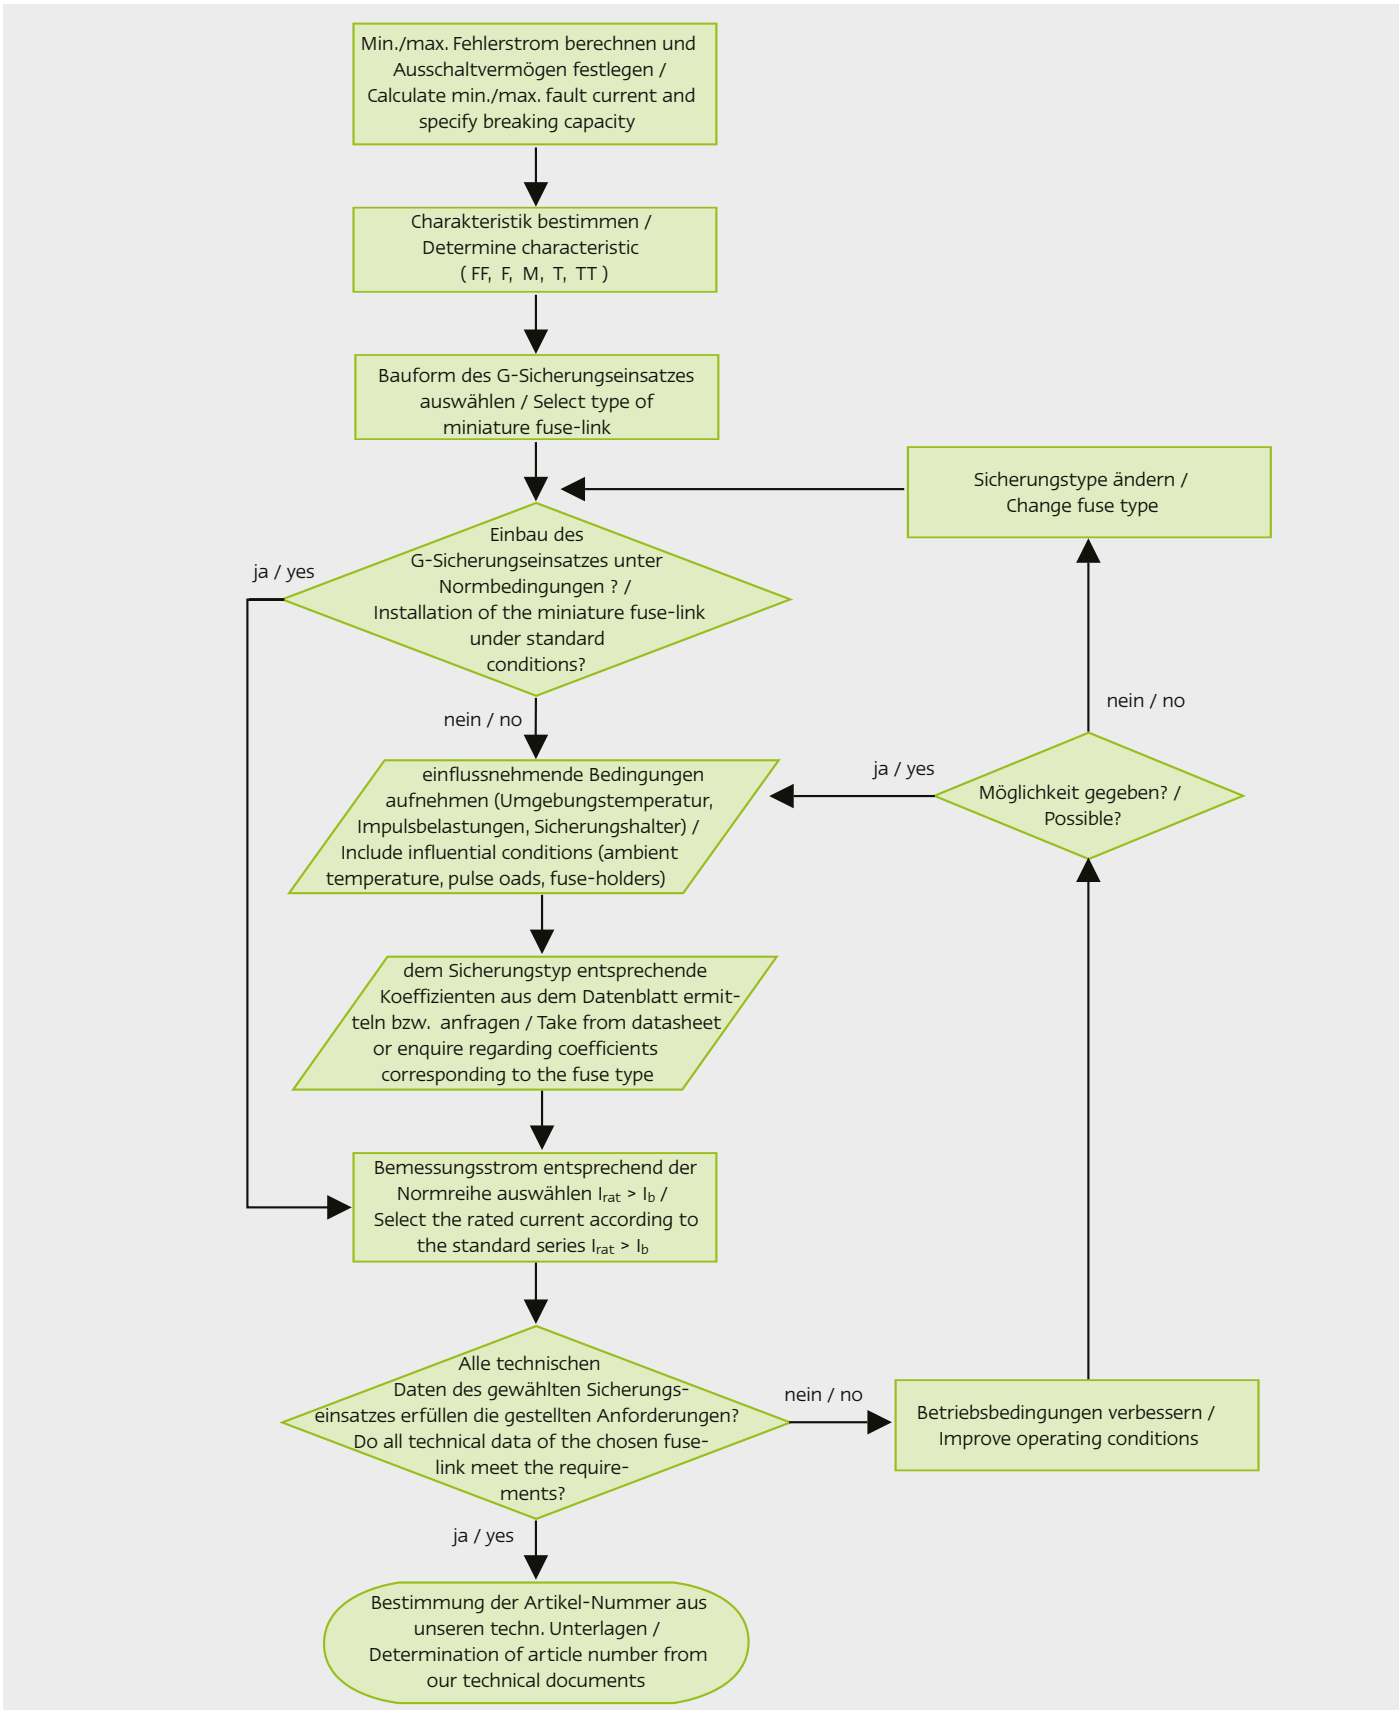 Min./max. Fehlerstrom berechnen und
Ausschaltvermögen festlegen /
Calculate min./max. fault current and
specify breaking capacity
Charakteristik bestimmen /
Determine characteristic
( FF, F, M, T, TT )
Bauform des G-Sicherungseinsatzes
auswählen / Select type of
miniature fuse-link
Sicherungstype ändern /
Change fuse type
Einbau des
G-Sicherungseinsatzes unter
Normbedingungen ? /
Installation of the miniature fuse-link
under standard
conditions?
ja / yes
nein / no
nein / no
ja / yes
Möglichkeit gegeben? /
Possible?
einflussnehmende Bedingungen
aufnehmen (Umgebungstemperatur,
Impulsbelastungen, Sicherungshalter) /
Include influential conditions (ambient
temperature, pulse oads, fuse-holders)
dem Sicherungstyp entsprechende
Koeffizienten aus dem Datenblatt ermit-
teln bzw. anfragen / Take from datasheet
or enquire regarding coefficients
corresponding to the fuse type
Bemessungsstrom entsprechend der
Normreihe auswählen Irat > Ib /
Select the rated current according to
the standard series Irat > Ib
Alle technischen
Daten des gewählten Sicherungs-
einsatzes erfüllen die gestellten Anforderungen?
Do all technical data of the chosen fuse-
link meet the require-
ments?
nein / no
Betriebsbedingungen verbessern /
Improve operating conditions
ja / yes
Bestimmung der Artikel-Nummer aus
unseren techn. Unterlagen /
Determination of article number from
our technical documents